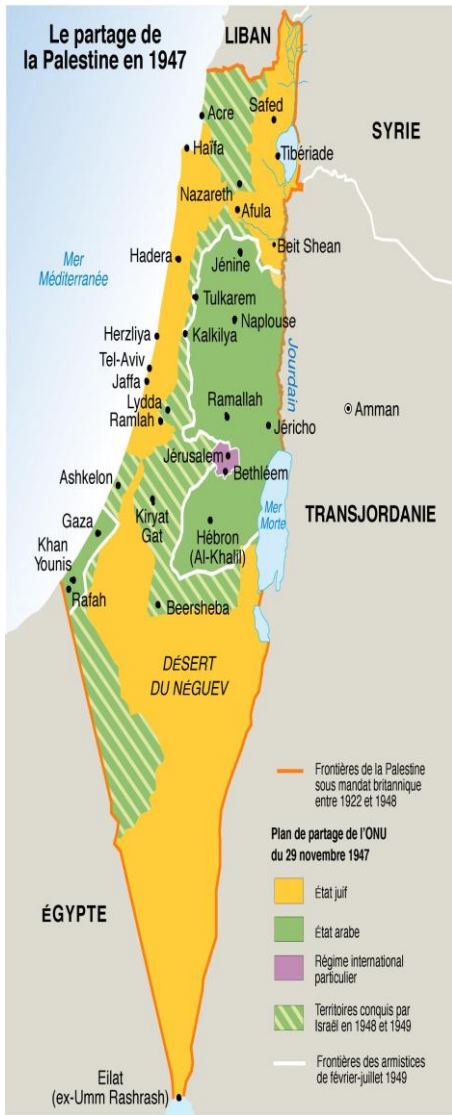 Le partage de
la Palestine en 1947
LIBAN
SYRIE
Acre
Safed
Haïfa
Tibériade
Nazareth
Afula
Mer
Méditerranée
Hadera
Beit Shean
Jénine
Tulkarem
Naplouse
Herzliya
Kalkilya
Tel-Aviv
Jaffa
Jourdain
Lydda
Ramlah
Ramallah
Amman
Jéricho
Jérusalem
Bethléem
Ashkelon
Kiryat
Gat
Gaza
Hébron
(Al-Khalil)
Mer
Morte
TRANSJORDANIE
Khan
Younis
Rafah
Beersheba
DÉSERT
DU NÉGUEV
Frontières de la Palestine
sous mandat britannique
entre 1922 et 1948
Plan de partage de l'ONU
du 29 novembre 1947
État juif
État arabe
Régime international
particulier
Territoires conquis par
Israël en 1948 et 1949
Frontières des armistices
de février-juillet 1949
ÉGYPTE
Eilat
(ex-Umm Rashrash)